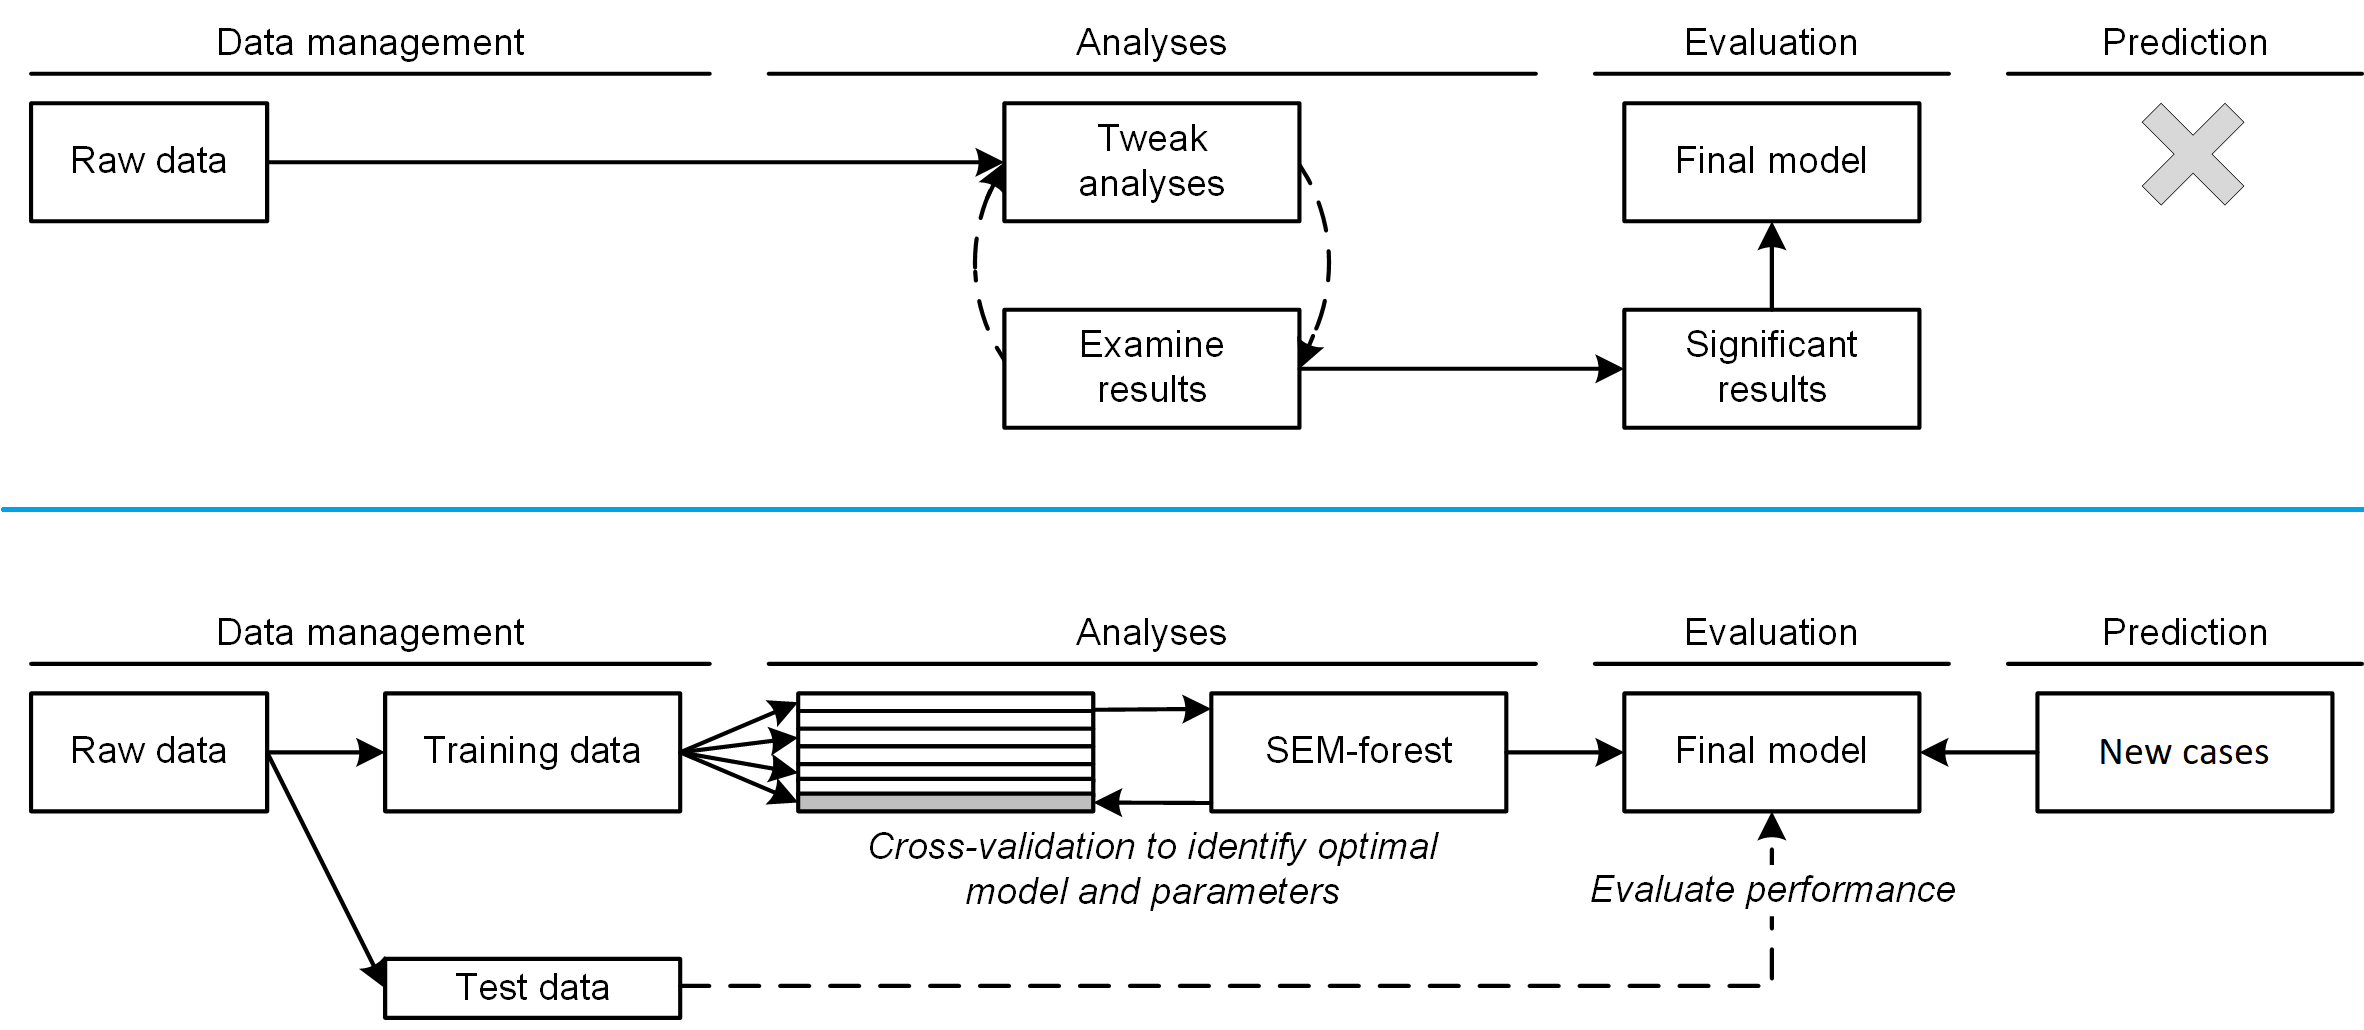 Data management
Analyses
Evaluation
Prediction
Raw data
Tweak
analyses
Final model
Examine
results
Significant
results
Data management
Analyses
Evaluation
Prediction
Raw data
Training data
SEM-forest
Final model
New cases
Cross-validation to identify optimal
model and parameters
Evaluate performance
Test data